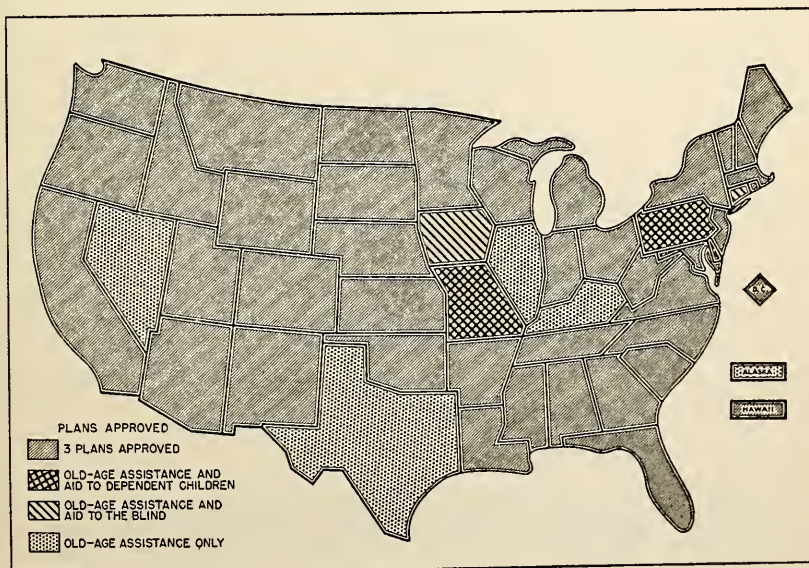 D.C.
ALASKA
HAWAII
PLANS APPROVED
3 PLANS APPROVED
OLD-AGE ASSISTANCE AND
AID TO DEPENDENT CHILDREN
OLD-AGE ASSISTANCE AND
AID TO THE BLIND
OLD-AGE ASSISTANCE ONLY